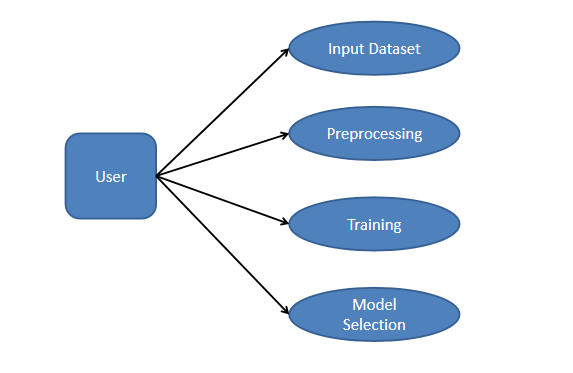 Input Dataset
Preprocessing
User
Training
Model
Selection